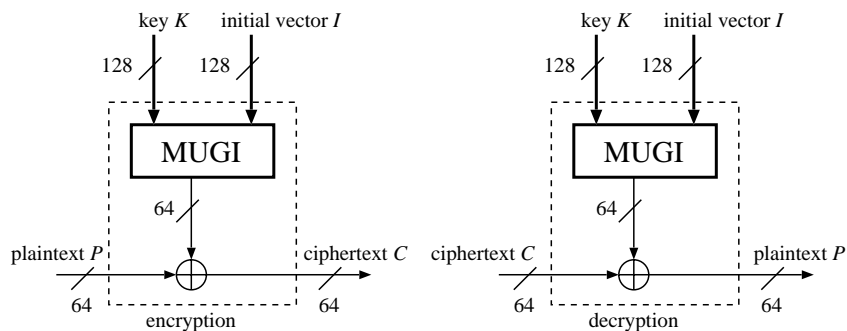 key K
initial vector I
128
128
MUGI
64
plaintext P
ciphertext C
64
64
encryption
key K
initial vector I
128
128
MUGI
64
ciphertext C
plaintext P
64
64
decryption